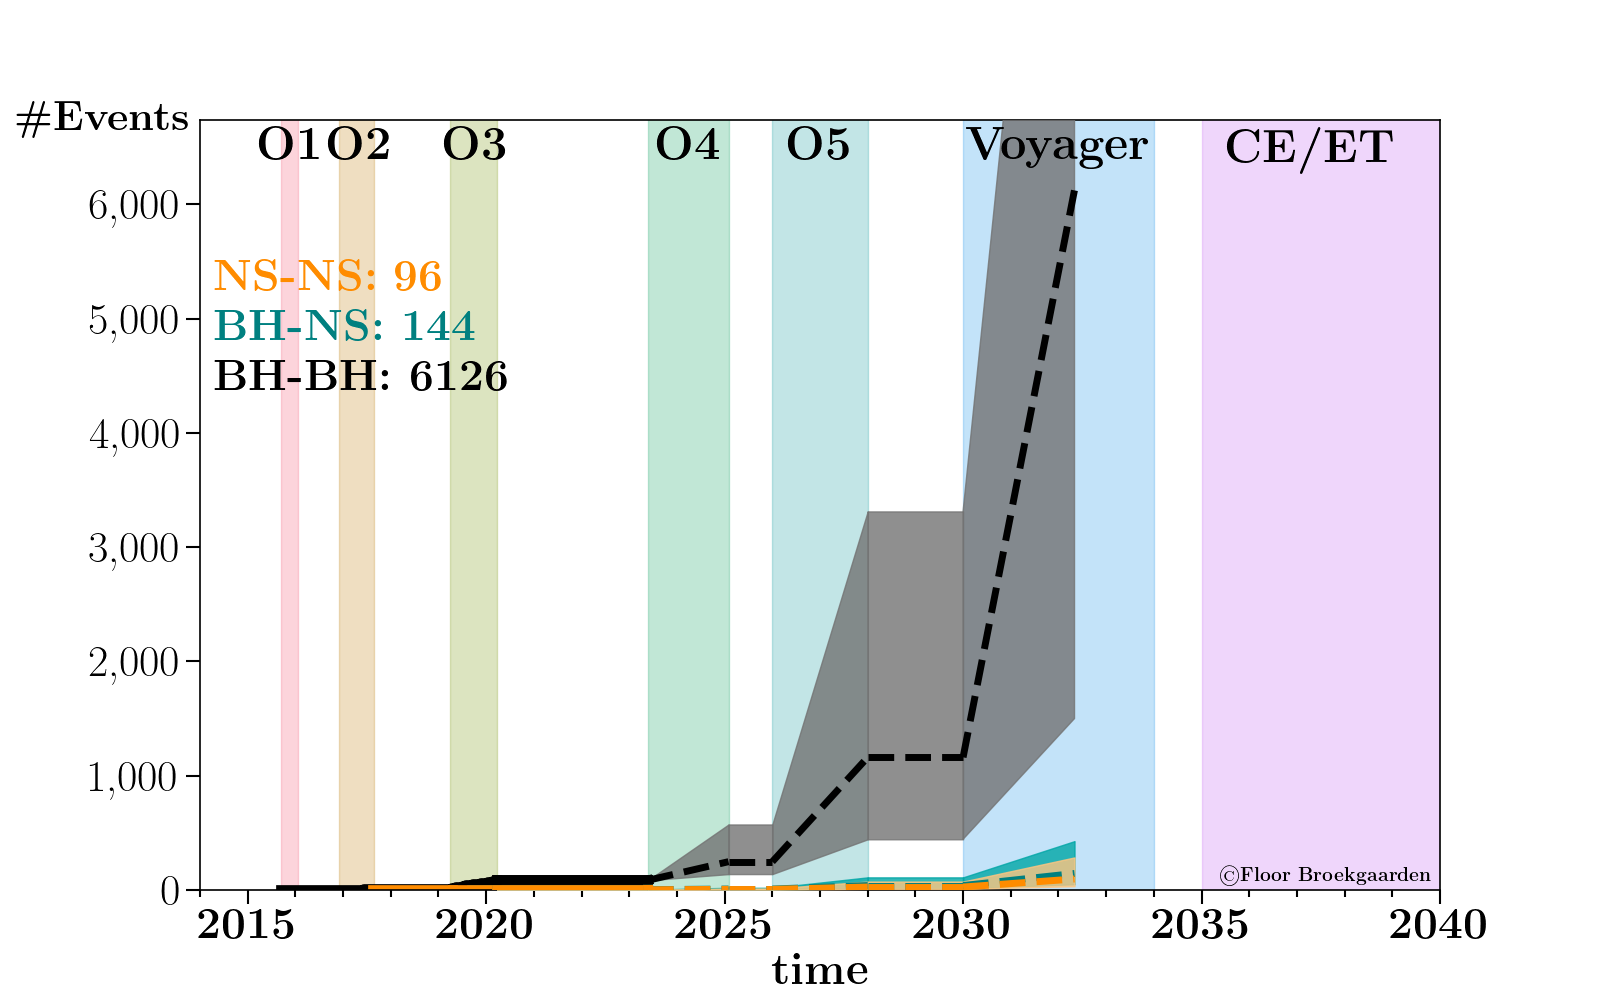 #Events
O1 O2 O3 O4 O5 Voyager CE/ET
6,000
NS-NS: 96
5,000
BH-NS: 144
BH-BH: 6126
4,000
3,000
2,000
1,000
©Floor Broekgaarden
0
2015 2020 2025 2030 2035 2040
time